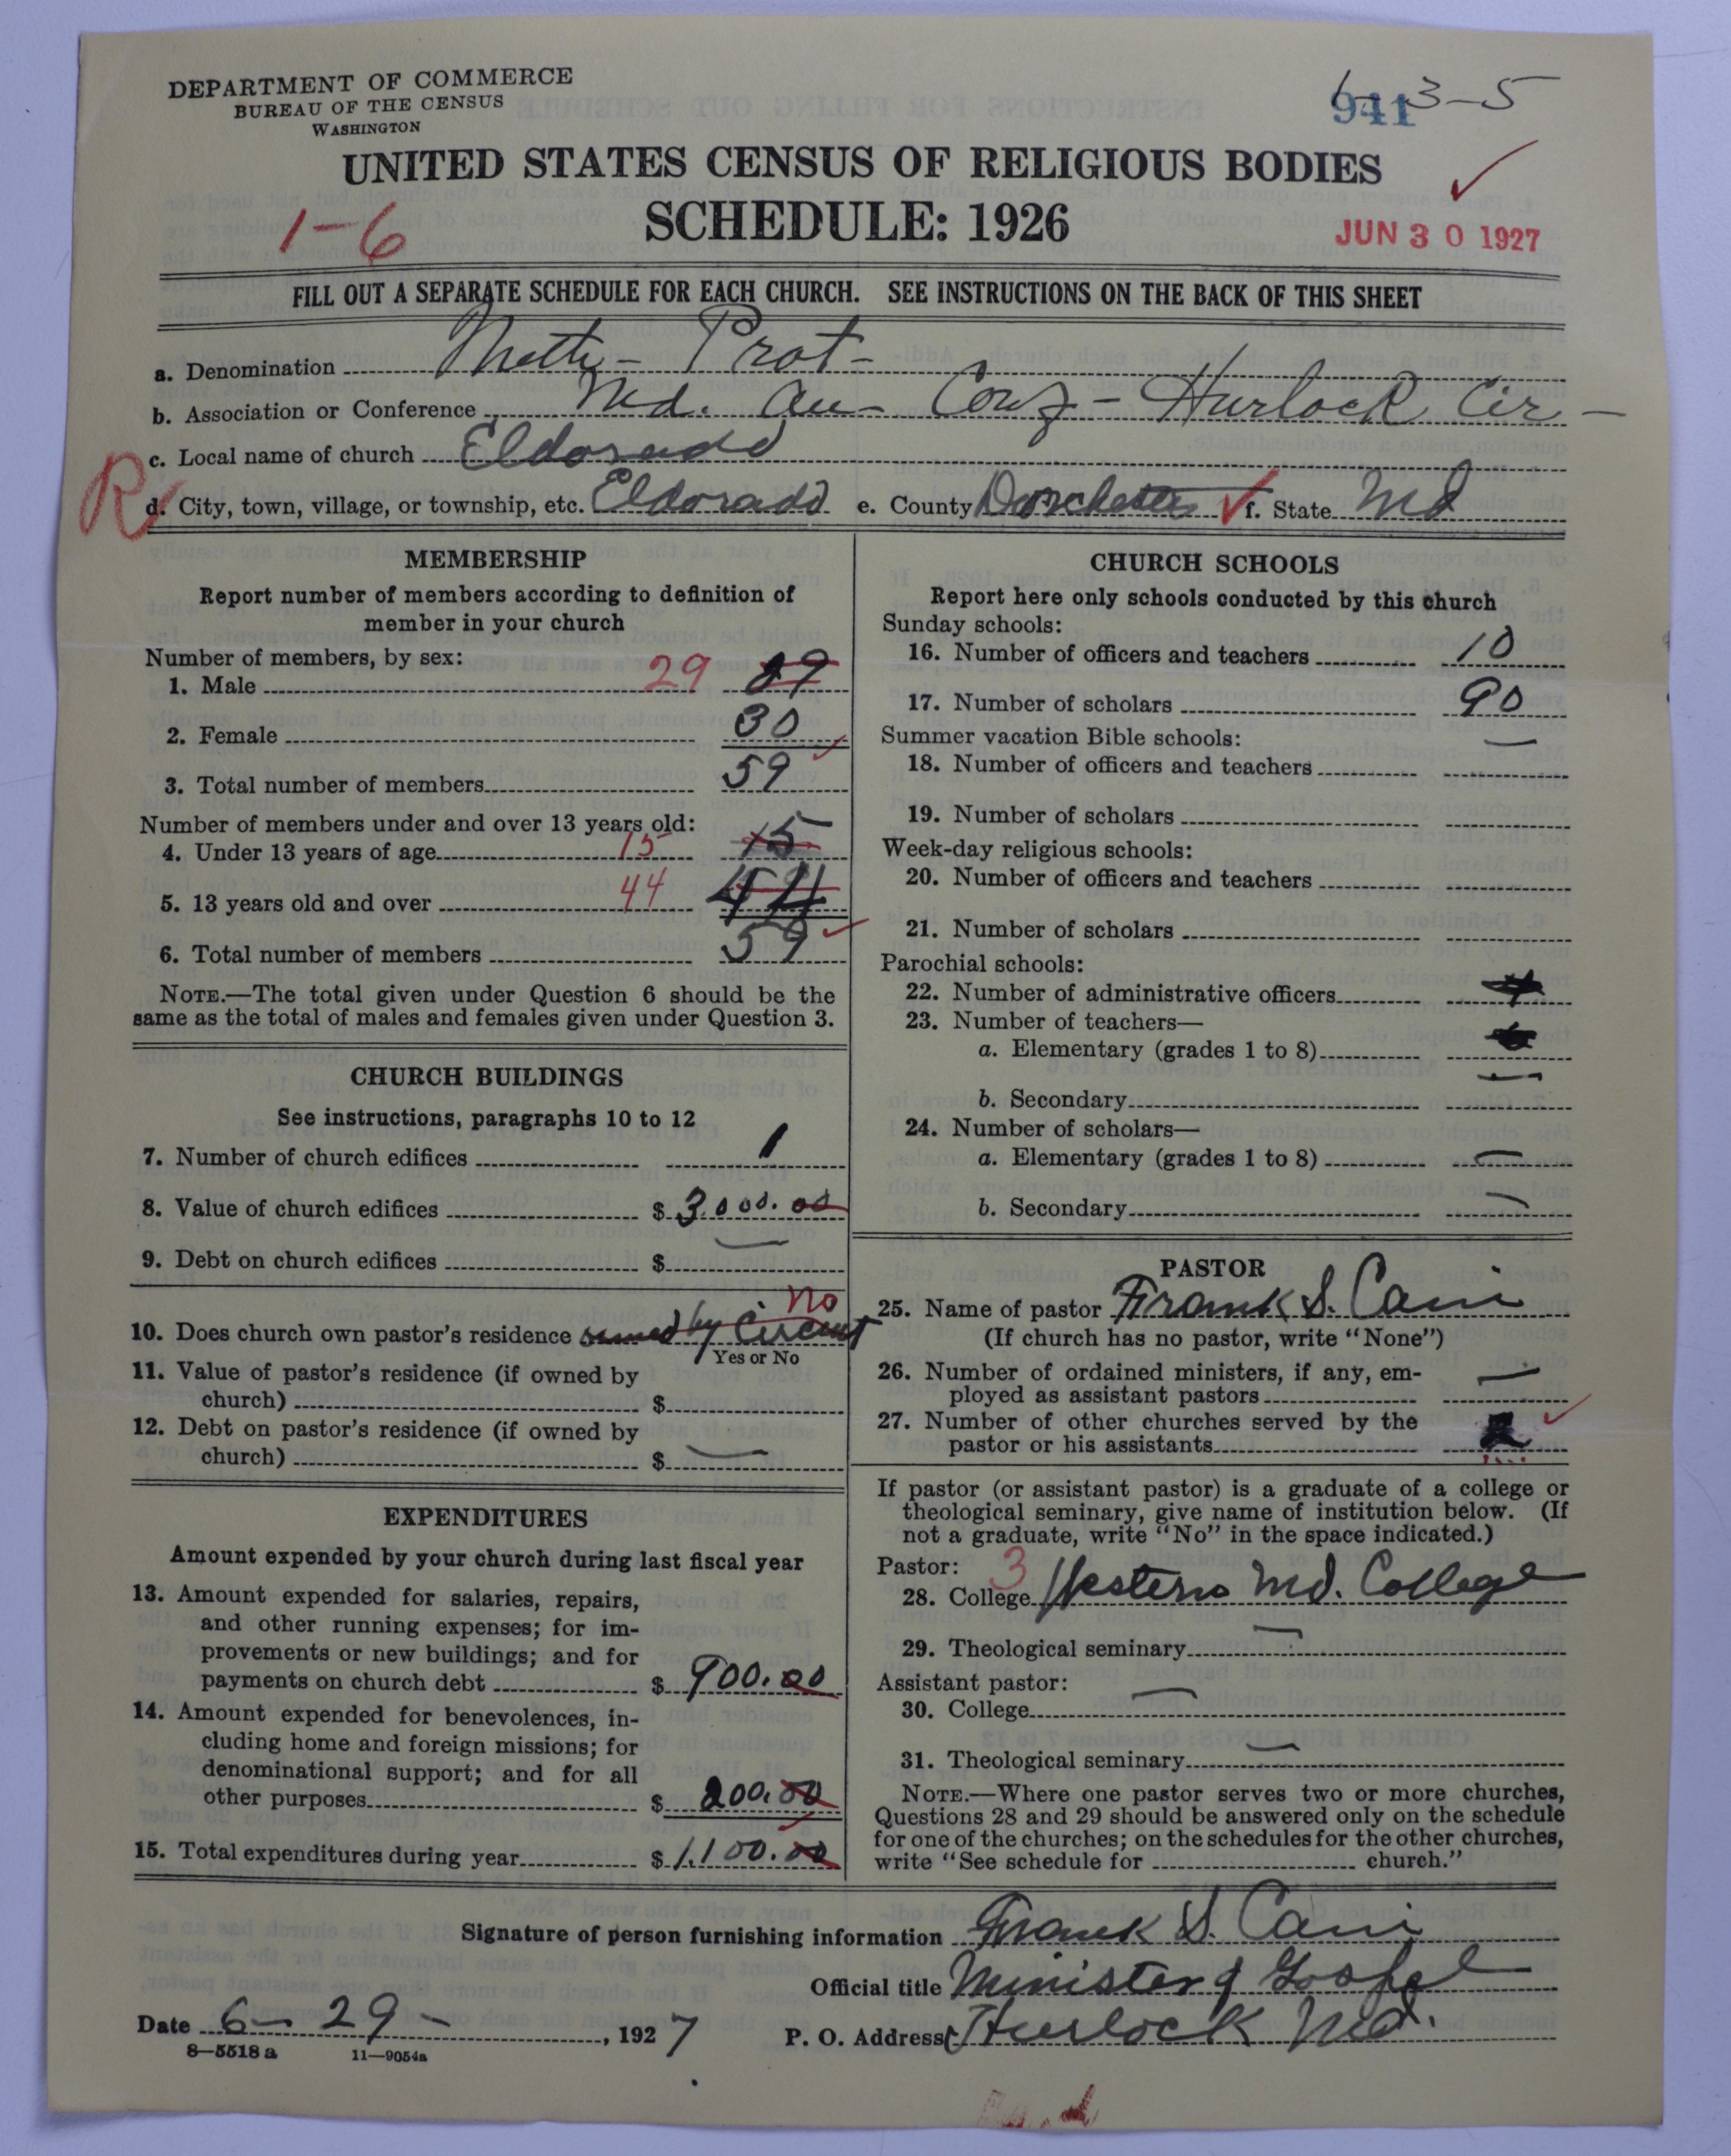 DEPARTMENT OF COMMERCE
BUREAU OF THE CENSUS
WASHINGTON
941
3-5
UNITED STATES CENSUS OF RELIGIOUS BODIES
SCHEDULE: 1926
1-6
JUN 30 1927
FILL OUT A SEPARATE SCHEDULE FOR EACH CHURCH. SEE INSTRUCTIONS ON THE BACK OF THIS SHEET
a. Denomination Meth- Prot-
b. Association or Conference Md. An- Conf- Hurlock Cir-
c. Local name of church Eldorado
R
d. City, town, village, or township, etc. Eldorado e. County Dorchester f. State Md
MEMBERSHIP
Report number of members according to definition of
member in your church
Number of members, by sex:
1. Male 29 29
2. Female 30
3. Total number of members 59
Number of members under and over 13 years old:
4. Under 13 years of age 15 15
5. 13 years old and over 44 44
6. Total number of members 59
NOTE.—The total given under Question 6 should be the
same as the total of males and females given under Question 3.
CHURCH BUILDINGS
See instructions, paragraphs 10 to 12
7. Number of church edifices 1
8. Value of church edifices $ 3000.00
9. Debt on church edifices $ —
10. Does church own pastor's residence owned by Circuit No
Yes or No
11. Value of pastor's residence (if owned by
church) $
12. Debt on pastor's residence (if owned by
church) $ —
EXPENDITURES
Amount expended by your church during last fiscal year
13. Amount expended for salaries, repairs,
and other running expenses; for im-
provements or new buildings; and for
payments on church debt $ 900.00
14. Amount expended for benevolences, in-
cluding home and foreign missions; for
denominational support; and for all
other purposes $ 200.00
15. Total expenditures during year $ 1.100.00
CHURCH SCHOOLS
Report here only schools conducted by this church
Sunday schools:
16. Number of officers and teachers 10
17. Number of scholars 90
Summer vacation Bible schools: —
18. Number of officers and teachers
19. Number of scholars
Week-day religious schools:
20. Number of officers and teachers
21. Number of scholars
Parochial schools:
22. Number of administrative officers
23. Number of teachers—
a. Elementary (grades 1 to 8)
b. Secondary —
24. Number of scholars—
a. Elementary (grades 1 to 8) —
b. Secondary —
PASTOR
25. Name of pastor Frank S. Cain
(If church has no pastor, write "None")
26. Number of ordained ministers, if any, em-
ployed as assistant pastors —
27. Number of other churches served by the
pastor or his assistants
If pastor (or assistant pastor) is a graduate of a college or
theological seminary, give name of institution below. (If
not a graduate, write "No" in the space indicated.)
Pastor: 3
28. College Western Md. College
29. Theological seminary —
Assistant pastor:
30. College —
31. Theological seminary —
NOTE.—Where one pastor serves two or more churches,
Questions 28 and 29 should be answered only on the schedule
for one of the churches; on the schedules for the other churches,
write "See schedule for church."
Signature of person furnishing information Frank S. Cain
Official title Minister of Gospel
Date 6-29-, 1927 P. O. Address Hurlock Md.
8—5518a 11—9054a